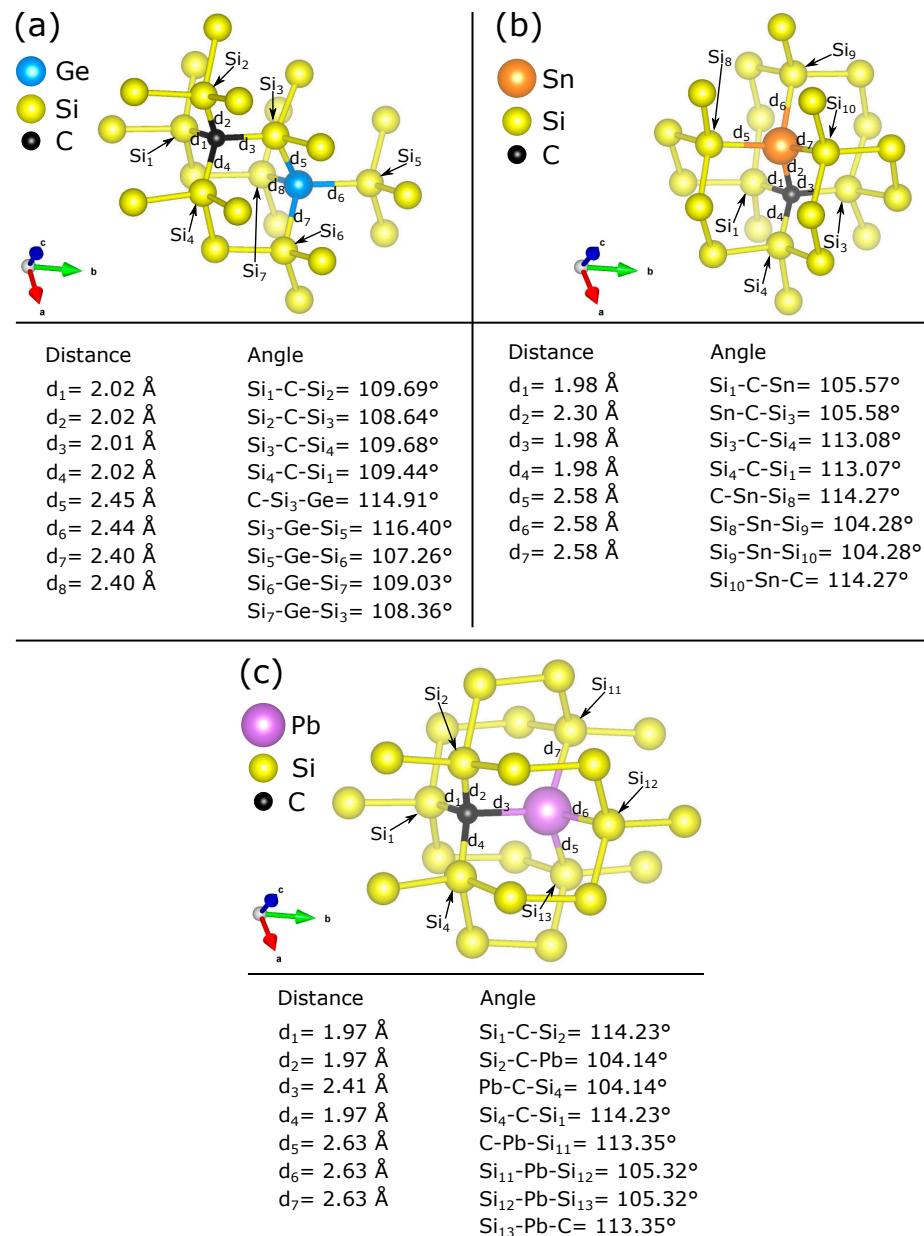 (a)
Ge
Si
C
Si₂
Si₃
d₂
d₁
d₃
Si₁
d₄
d₅
Si₅
d₈
d₆
d₇
Si₄
Si₆
Si₇
c
b
a
(b)
Sn
Si
C
Si₉
Si₈
d₆
Si₁₀
d₅
d₇
d₂
d₁
d₃
d₄
Si₁
Si₃
Si₄
c
b
a
Distance
d₁= 2.02 Å
d₂= 2.02 Å
d₃= 2.01 Å
d₄= 2.02 Å
d₅= 2.45 Å
d₆= 2.44 Å
d₇= 2.40 Å
d₈= 2.40 Å
Angle
Si₁-C-Si₂= 109.69°
Si₂-C-Si₃= 108.64°
Si₃-C-Si₄= 109.68°
Si₄-C-Si₁= 109.44°
C-Si₃-Ge= 114.91°
Si₃-Ge-Si₅= 116.40°
Si₅-Ge-Si₆= 107.26°
Si₆-Ge-Si₇= 109.03°
Si₇-Ge-Si₃= 108.36°
Distance
d₁= 1.98 Å
d₂= 2.30 Å
d₃= 1.98 Å
d₄= 1.98 Å
d₅= 2.58 Å
d₆= 2.58 Å
d₇= 2.58 Å
Angle
Si₁-C-Sn= 105.57°
Sn-C-Si₃= 105.58°
Si₃-C-Si₄= 113.08°
Si₄-C-Si₁= 113.07°
C-Sn-Si₈= 114.27°
Si₈-Sn-Si₉= 104.28°
Si₉-Sn-Si₁₀= 104.28°
Si₁₀-Sn-C= 114.27°
(c)
Pb
Si
C
Si₂
Si₁₁
d₇
Si₁₂
d₂
d₁
d₃
d₆
Si₁
d₄
d₅
Si₄
Si₁₃
c
b
a
Distance
d₁= 1.97 Å
d₂= 1.97 Å
d₃= 2.41 Å
d₄= 1.97 Å
d₅= 2.63 Å
d₆= 2.63 Å
d₇= 2.63 Å
Angle
Si₁-C-Si₂= 114.23°
Si₂-C-Pb= 104.14°
Pb-C-Si₄= 104.14°
Si₄-C-Si₁= 114.23°
C-Pb-Si₁₁= 113.35°
Si₁₁-Pb-Si₁₂= 105.32°
Si₁₂-Pb-Si₁₃= 105.32°
Si₁₃-Pb-C= 113.35°